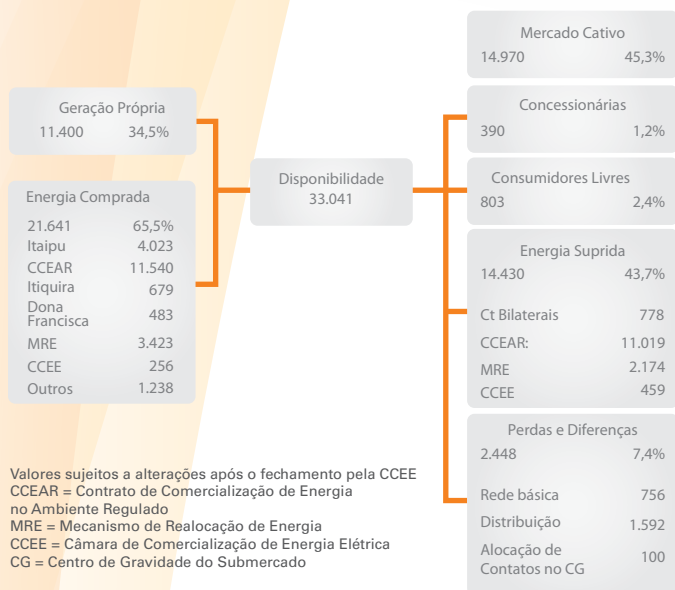 Geração Própria
11.400 34,5%
Energia Comprada
21.641 65,5%
Itaipu 4.023
CCEAR 11.540
Itiquira 679
Dona
Francisca 483
MRE 3.423
CCEE 256
Outros 1.238
Disponibilidade
33.041
Mercado Cativo
14.970 45,3%
Concessionárias
390 1,2%
Consumidores Livres
803 2,4%
Energia Suprida
14.430 43,7%
Ct Bilaterais 778
CCEAR: 11.019
MRE 2.174
CCEE 459
Perdas e Diferenças
2.448 7,4%
Rede básica 756
Distribuição 1.592
Alocação de
Contatos no CG 100
Valores sujeitos a alterações após o fechamento pela CCEE
CCEAR = Contrato de Comercialização de Energia
no Ambiente Regulado
MRE = Mecanismo de Realocação de Energia
CCEE = Câmara de Comercialização de Energia Elétrica
CG = Centro de Gravidade do Submercado